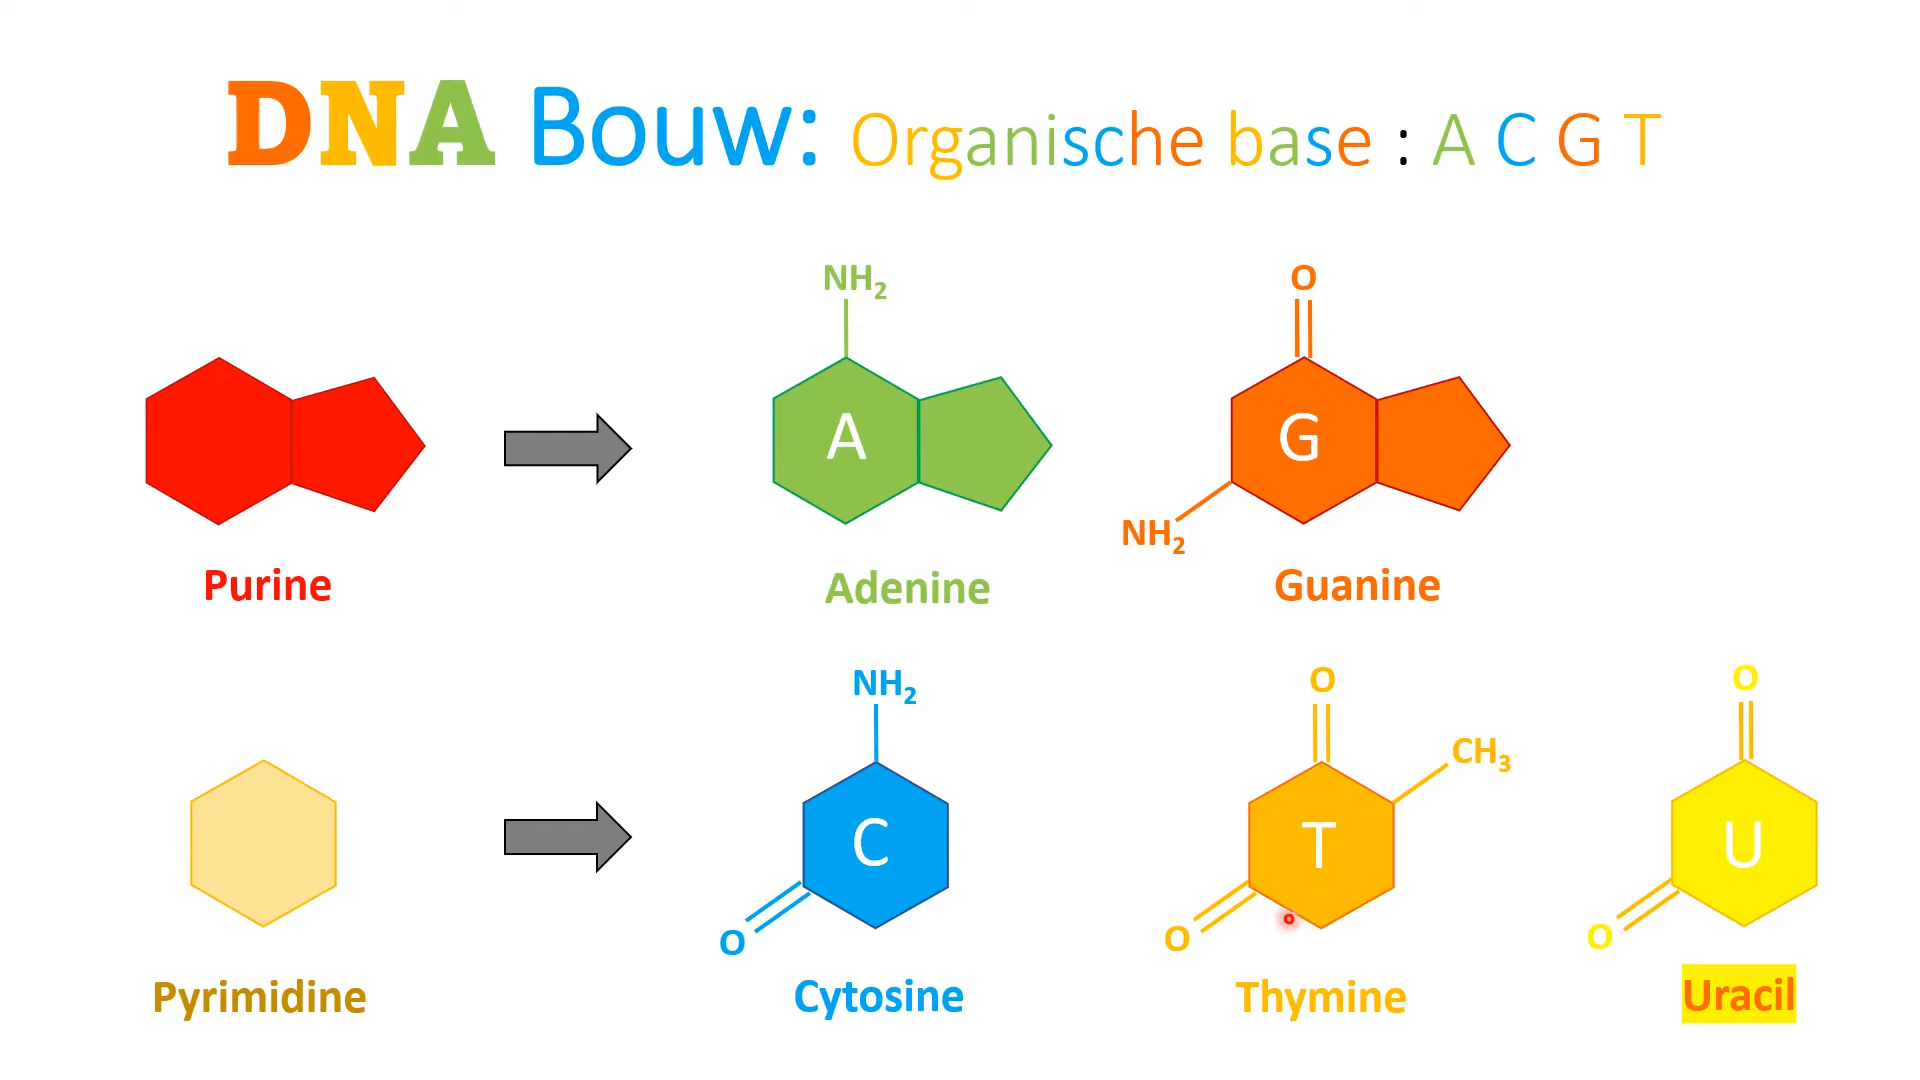 DNA Bouw: Organische base : A C G T
NH₂
O
A
G
NH₂
Purine
Adenine
Guanine
NH₂
O
O
CH₃
C
T
U
O
O
O
Pyrimidine
Cytosine
Thymine
Uracil